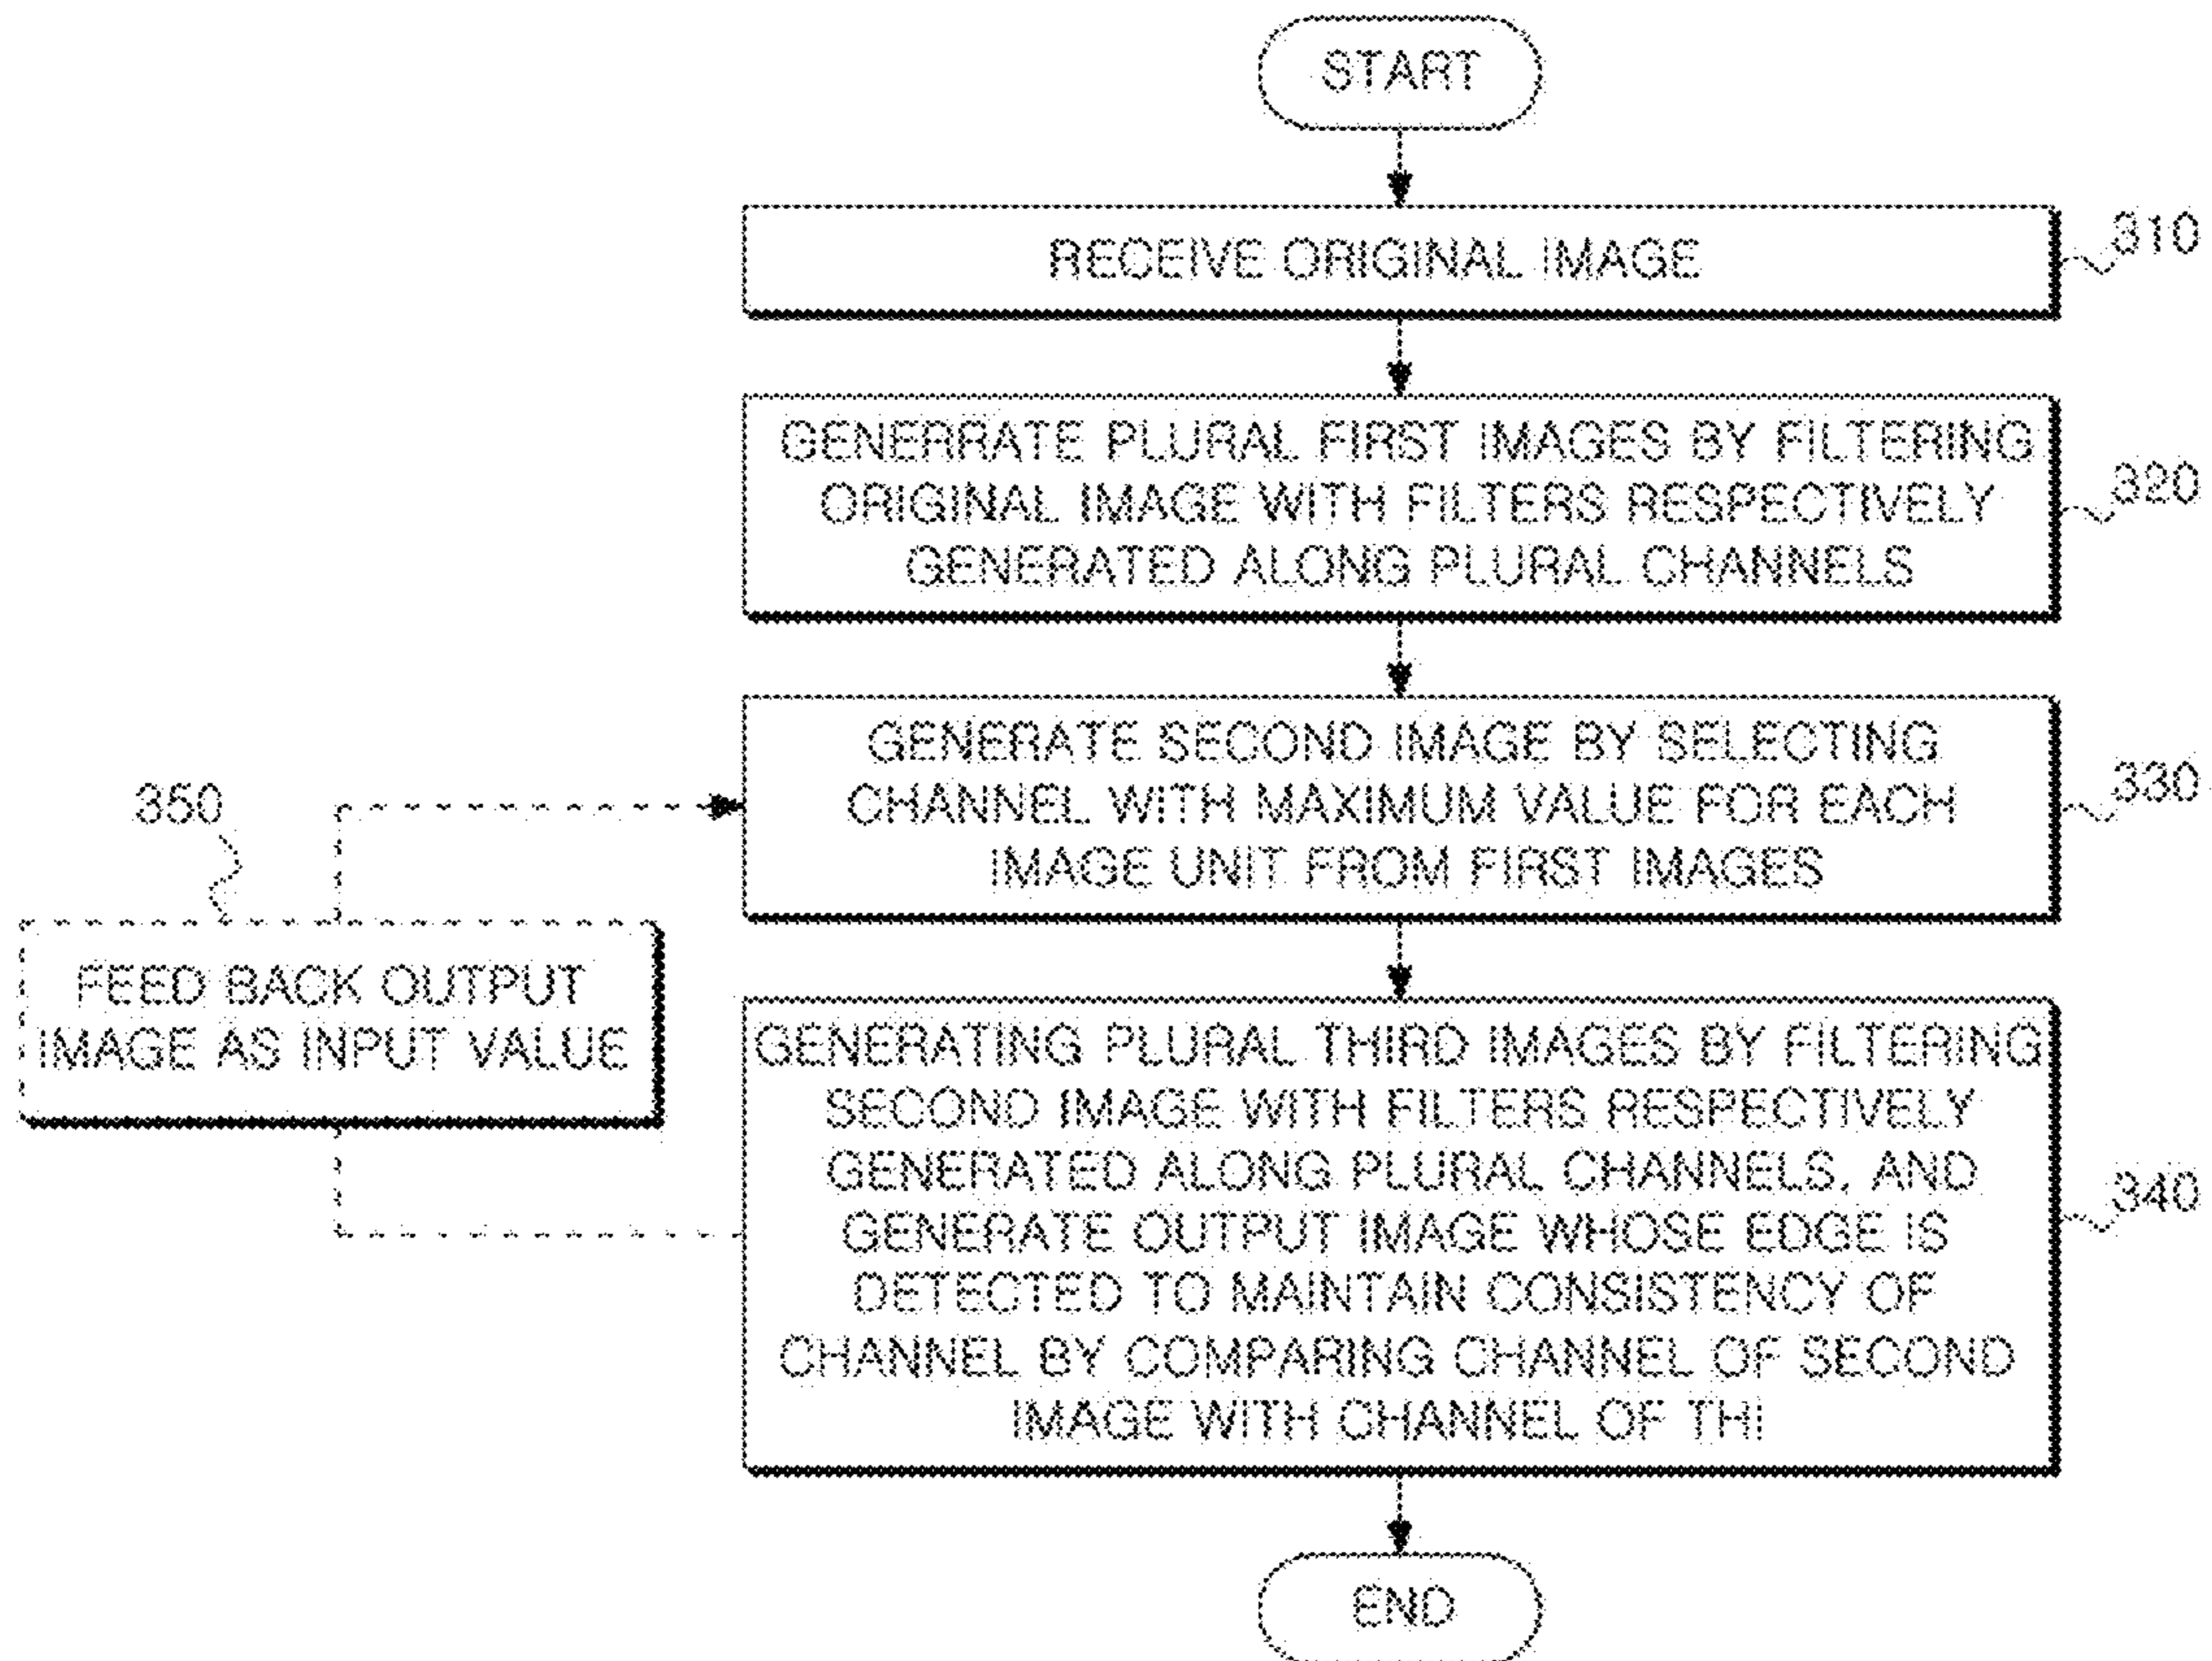 START
RECEIVE ORIGINAL IMAGE
310
GENERRATE PLURAL FIRST IMAGES BY FILTERING
ORIGINAL IMAGE WITH FILTERS RESPECTIVELY
GENERATED ALONG PLURAL CHANNELS
320
GENERATE SECOND IMAGE BY SELECTING
CHANNEL WITH MAXIMUM VALUE FOR EACH
IMAGE UNIT FROM FIRST IMAGES
330
350
FEED BACK OUTPUT
IMAGE AS INPUT VALUE
GENERATING PLURAL THIRD IMAGES BY FILTERING
SECOND IMAGE WITH FILTERS RESPECTIVELY
GENERATED ALONG PLURAL CHANNELS, AND
GENERATE OUTPUT IMAGE WHOSE EDGE IS
DETECTED TO MAINTAIN CONSISTENCY OF
CHANNEL BY COMPARING CHANNEL OF SECOND
IMAGE WITH CHANNEL OF THI
340
END